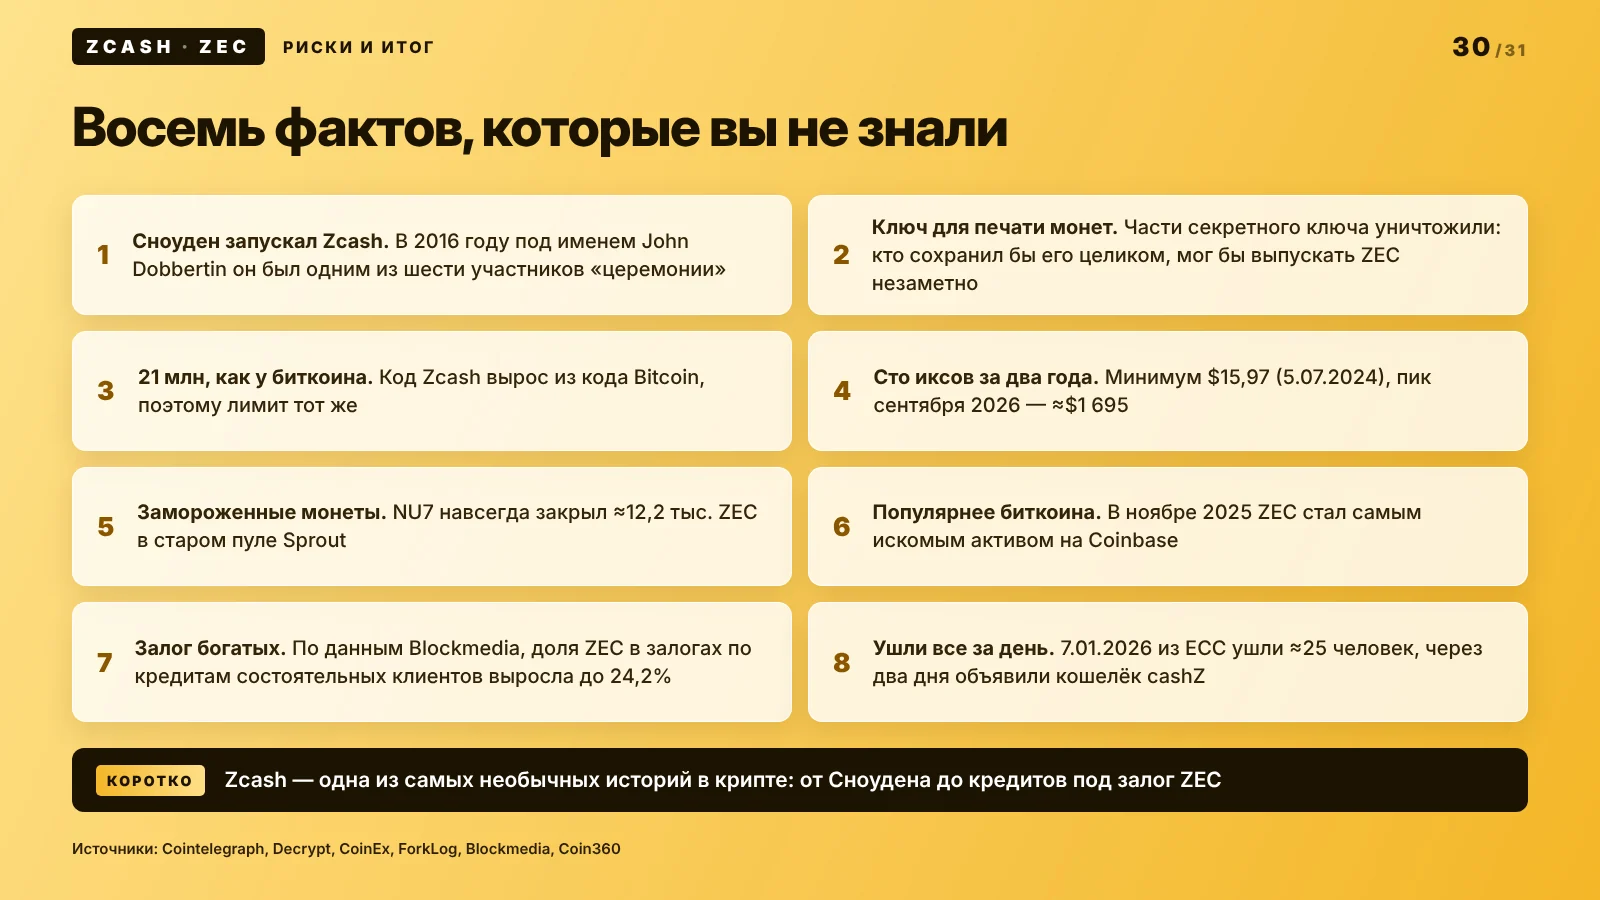 ZCASH · ZEC
РИСКИ И ИТОГ
30/31
Восемь фактов, которые вы не знали
1
Сноуден запускал Zcash. В 2016 году под именем John
Dobbertin он был одним из шести участников «церемонии»
2
Ключ для печати монет. Части секретного ключа уничтожили:
кто сохранил бы его целиком, мог бы выпускать ZEC
незаметно
3
21 млн, как у биткоина. Код Zcash вырос из кода Bitcoin,
поэтому лимит тот же
4
Сто иксов за два года. Минимум $15,97 (5.07.2024), пик
сентября 2026 — ≈$1 695
5
Замороженные монеты. NU7 навсегда закрыл ≈12,2 тыс. ZEC
в старом пуле Sprout
6
Популярнее биткоина. В ноябре 2025 ZEC стал самым
искомым активом на Coinbase
7
Залог богатых. По данным Blockmedia, доля ZEC в залогах по
кредитам состоятельных клиентов выросла до 24,2%
8
Ушли все за день. 7.01.2026 из ECC ушли ≈25 человек, через
два дня объявили кошелёк cashZ
КОРОТКО
Zcash — одна из самых необычных историй в крипте: от Сноудена до кредитов под залог ZEC
Источники: Cointelegraph, Decrypt, CoinEx, ForkLog, Blockmedia, Coin360